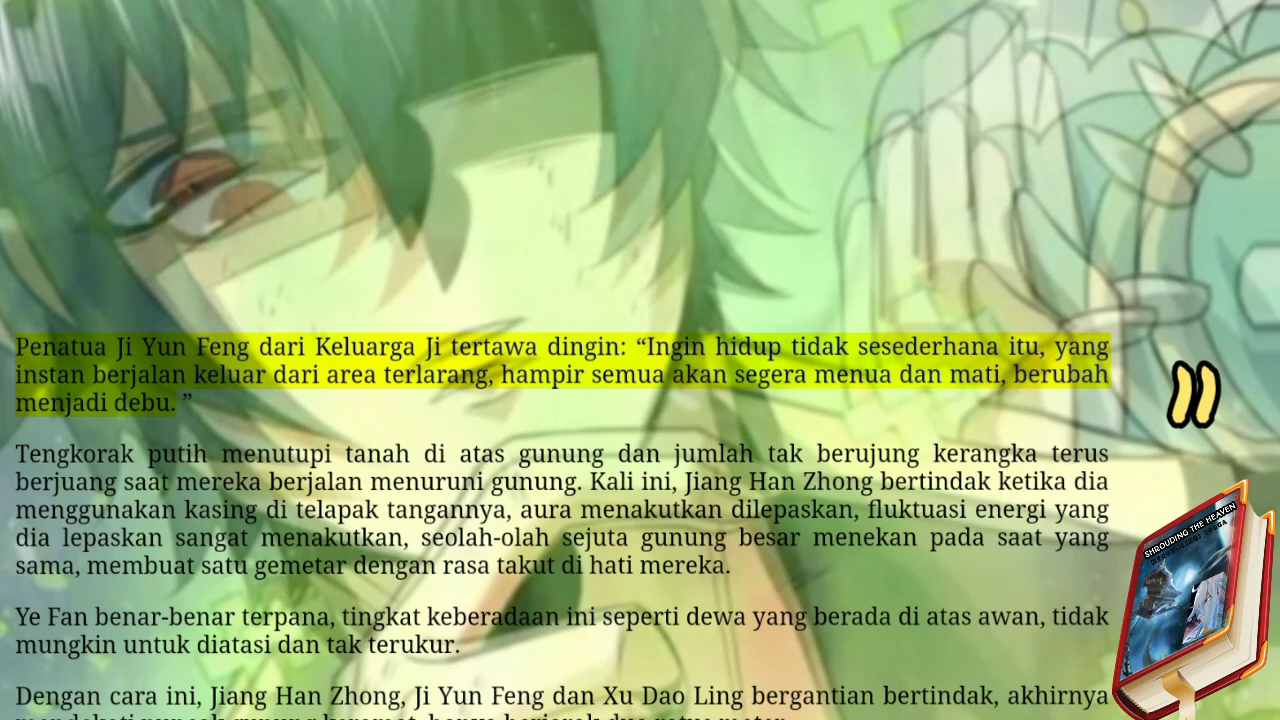 Penatua Ji Yun Feng dari Keluarga Ji tertawa dingin: “Ingin hidup tidak sesederhana itu, yang
instan berjalan keluar dari area terlarang, hampir semua akan segera menua dan mati, berubah
menjadi debu. ”
Tengkorak putih menutupi tanah di atas gunung dan jumlah tak berujung kerangka terus
berjuang saat mereka berjalan menuruni gunung. Kali ini, Jiang Han Zhong bertindak ketika dia
menggunakan kasing di telapak tangannya, aura menakutkan dilepaskan, fluktuasi energi yang
dia lepaskan sangat menakutkan, seolah-olah sejuta gunung besar menekan pada saat yang
sama, membuat satu gemetar dengan rasa takut di hati mereka.
Ye Fan benar-benar terpana, tingkat keberadaan ini seperti dewa yang berada di atas awan, tidak
mungkin untuk diatasi dan tak terukur.
Dengan cara ini, Jiang Han Zhong, Ji Yun Feng dan Xu Dao Ling bergantian bertindak, akhirnya
SHROUDING THE HEAVEN